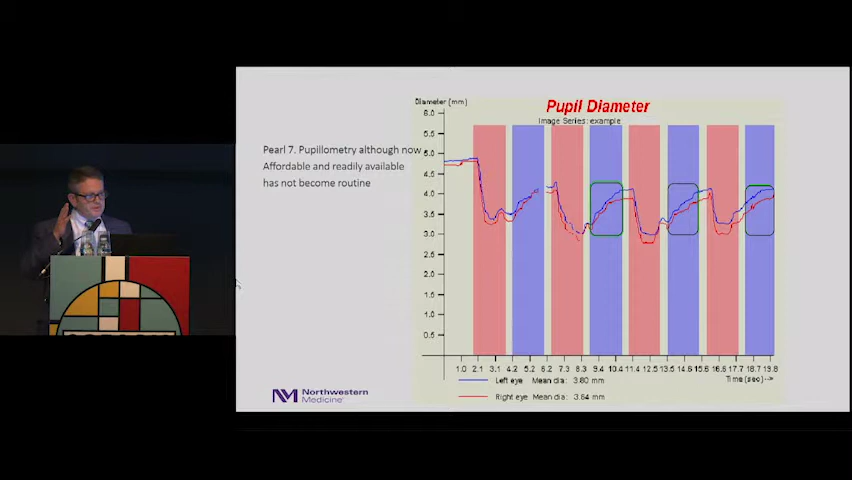 Pearl 7. Pupillometry although now
Affordable and readily available
has not become routine
Diameter (mm)
Pupil Diameter
Image Series: example
6.0
5.0
4.5
4.0
3.5
3.0
2.5
2.0
1.5
1.0
0.5
1.0 2.1 3.1 4.2 5.2 6.2 7.3 8.3 9.4 10.4 11.4 12.5 13.5 14.6 15.6 16.6 17.7 18.7 19.8
Time (sec)-->
Left eye Mean dia: 3.80 mm
Right eye Mean dia: 3.64 mm
Northwestern
Medicine